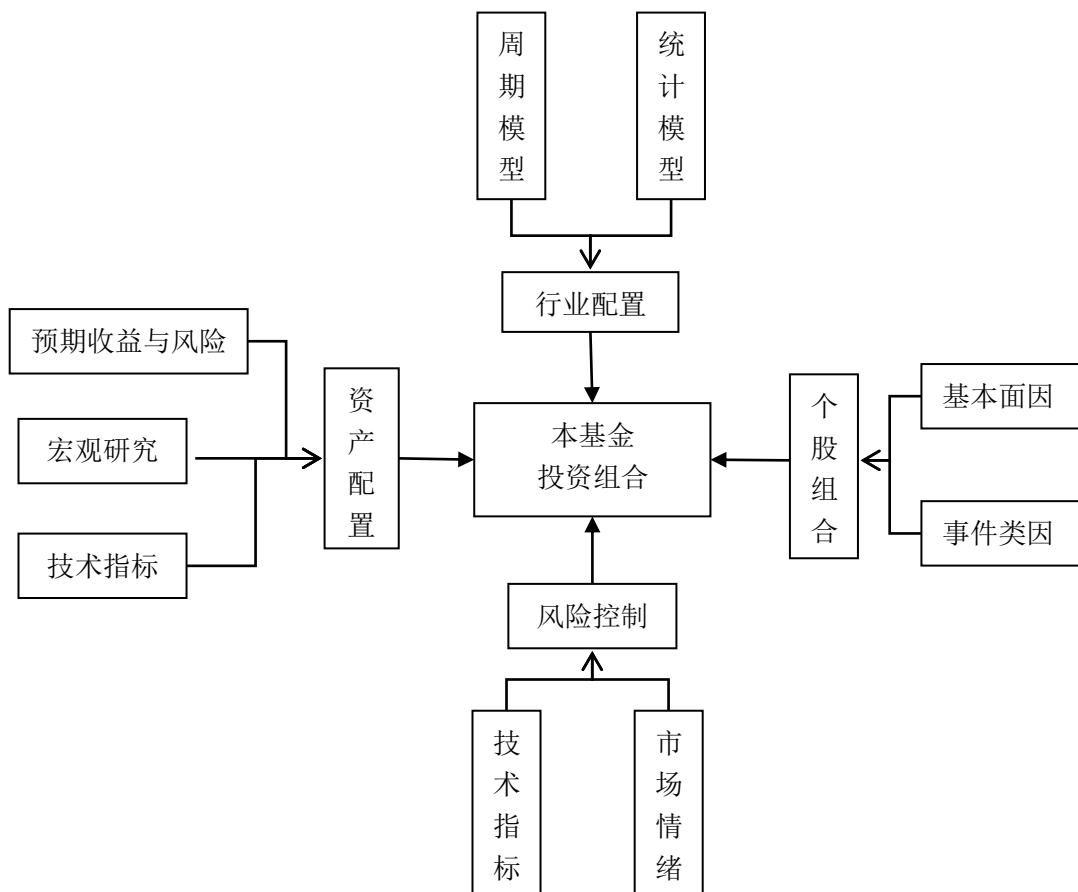 周期模型
统计模型
行业配置
预期收益与风险
宏观研究
技术指标
资产配置
本基金
投资组合
个股组合
基本面因
事件类因
风险控制
技术指标
市场情绪